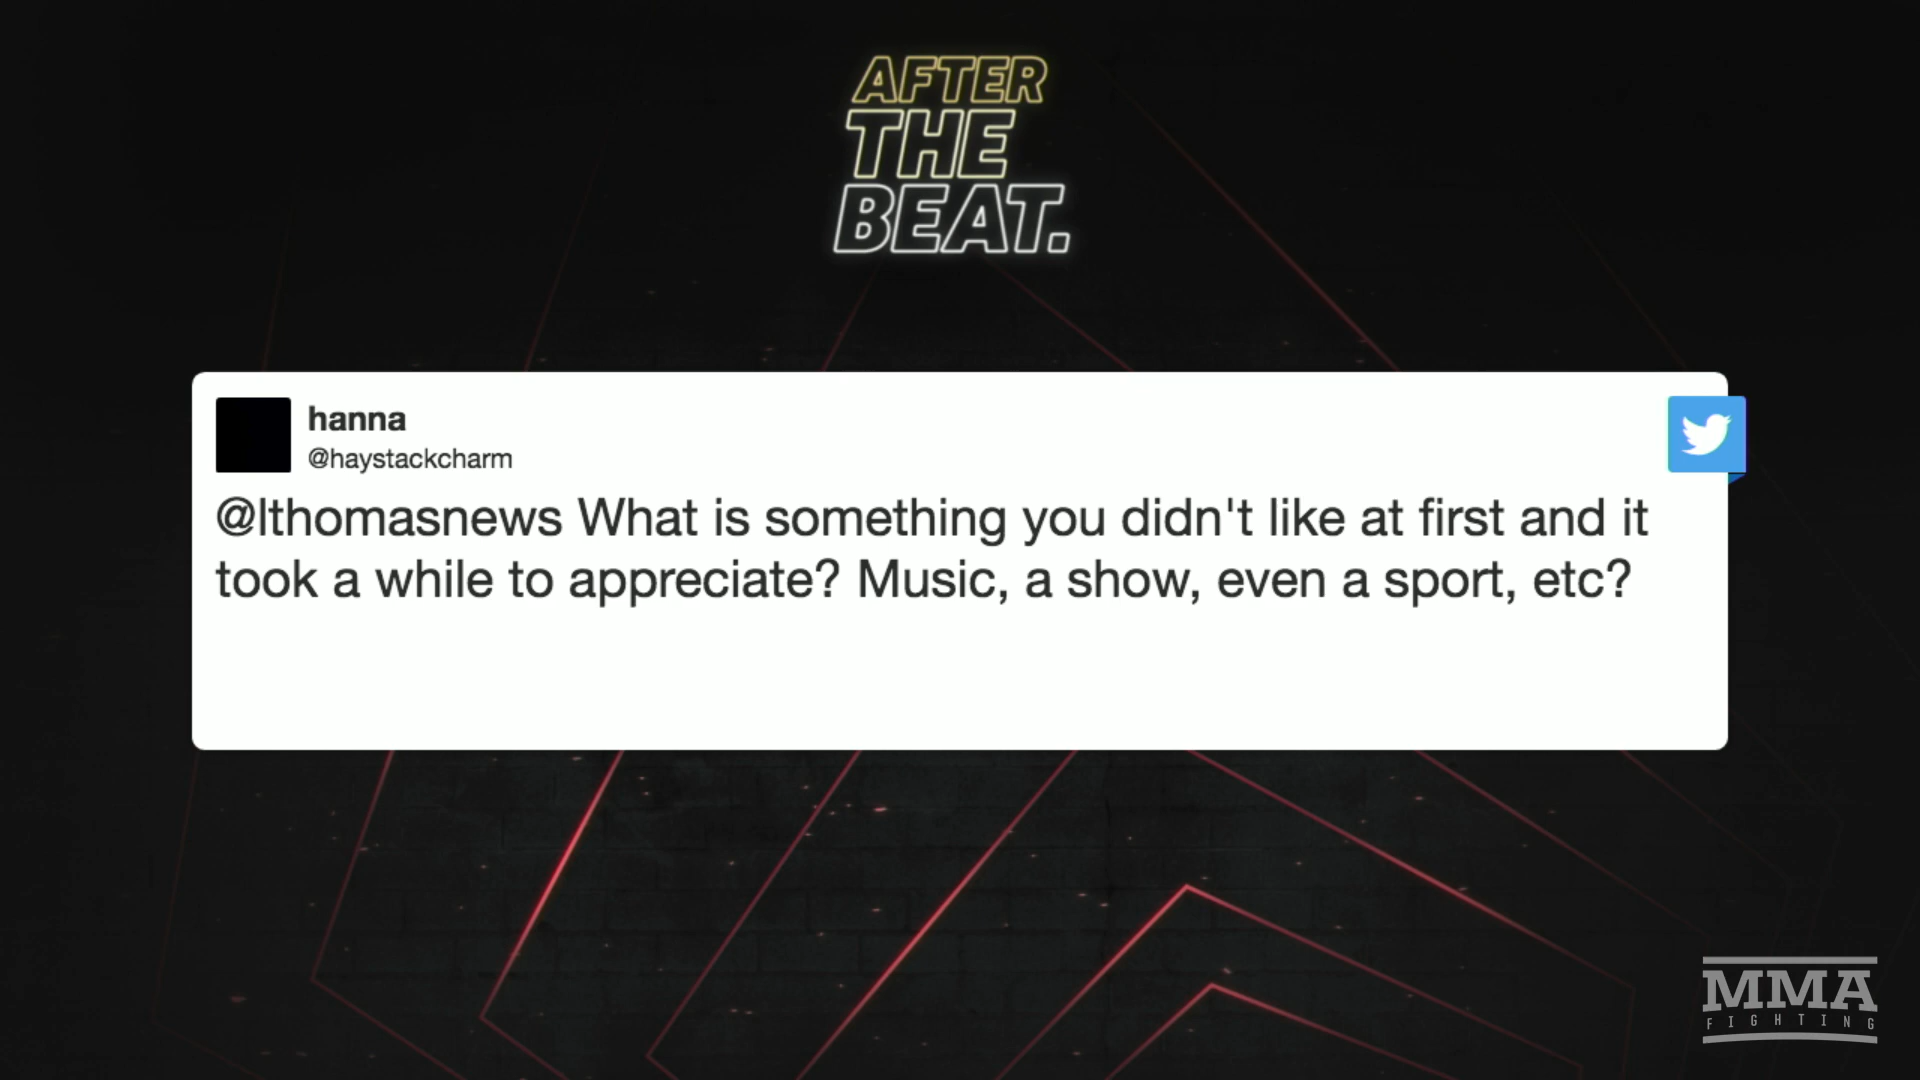 AFTER
THE
BEAT.
hanna
@haystackcharm
@lthomasnews What is something you didn't like at first and it
took a while to appreciate? Music, a show, even a sport, etc?
MMA
FIGHTING